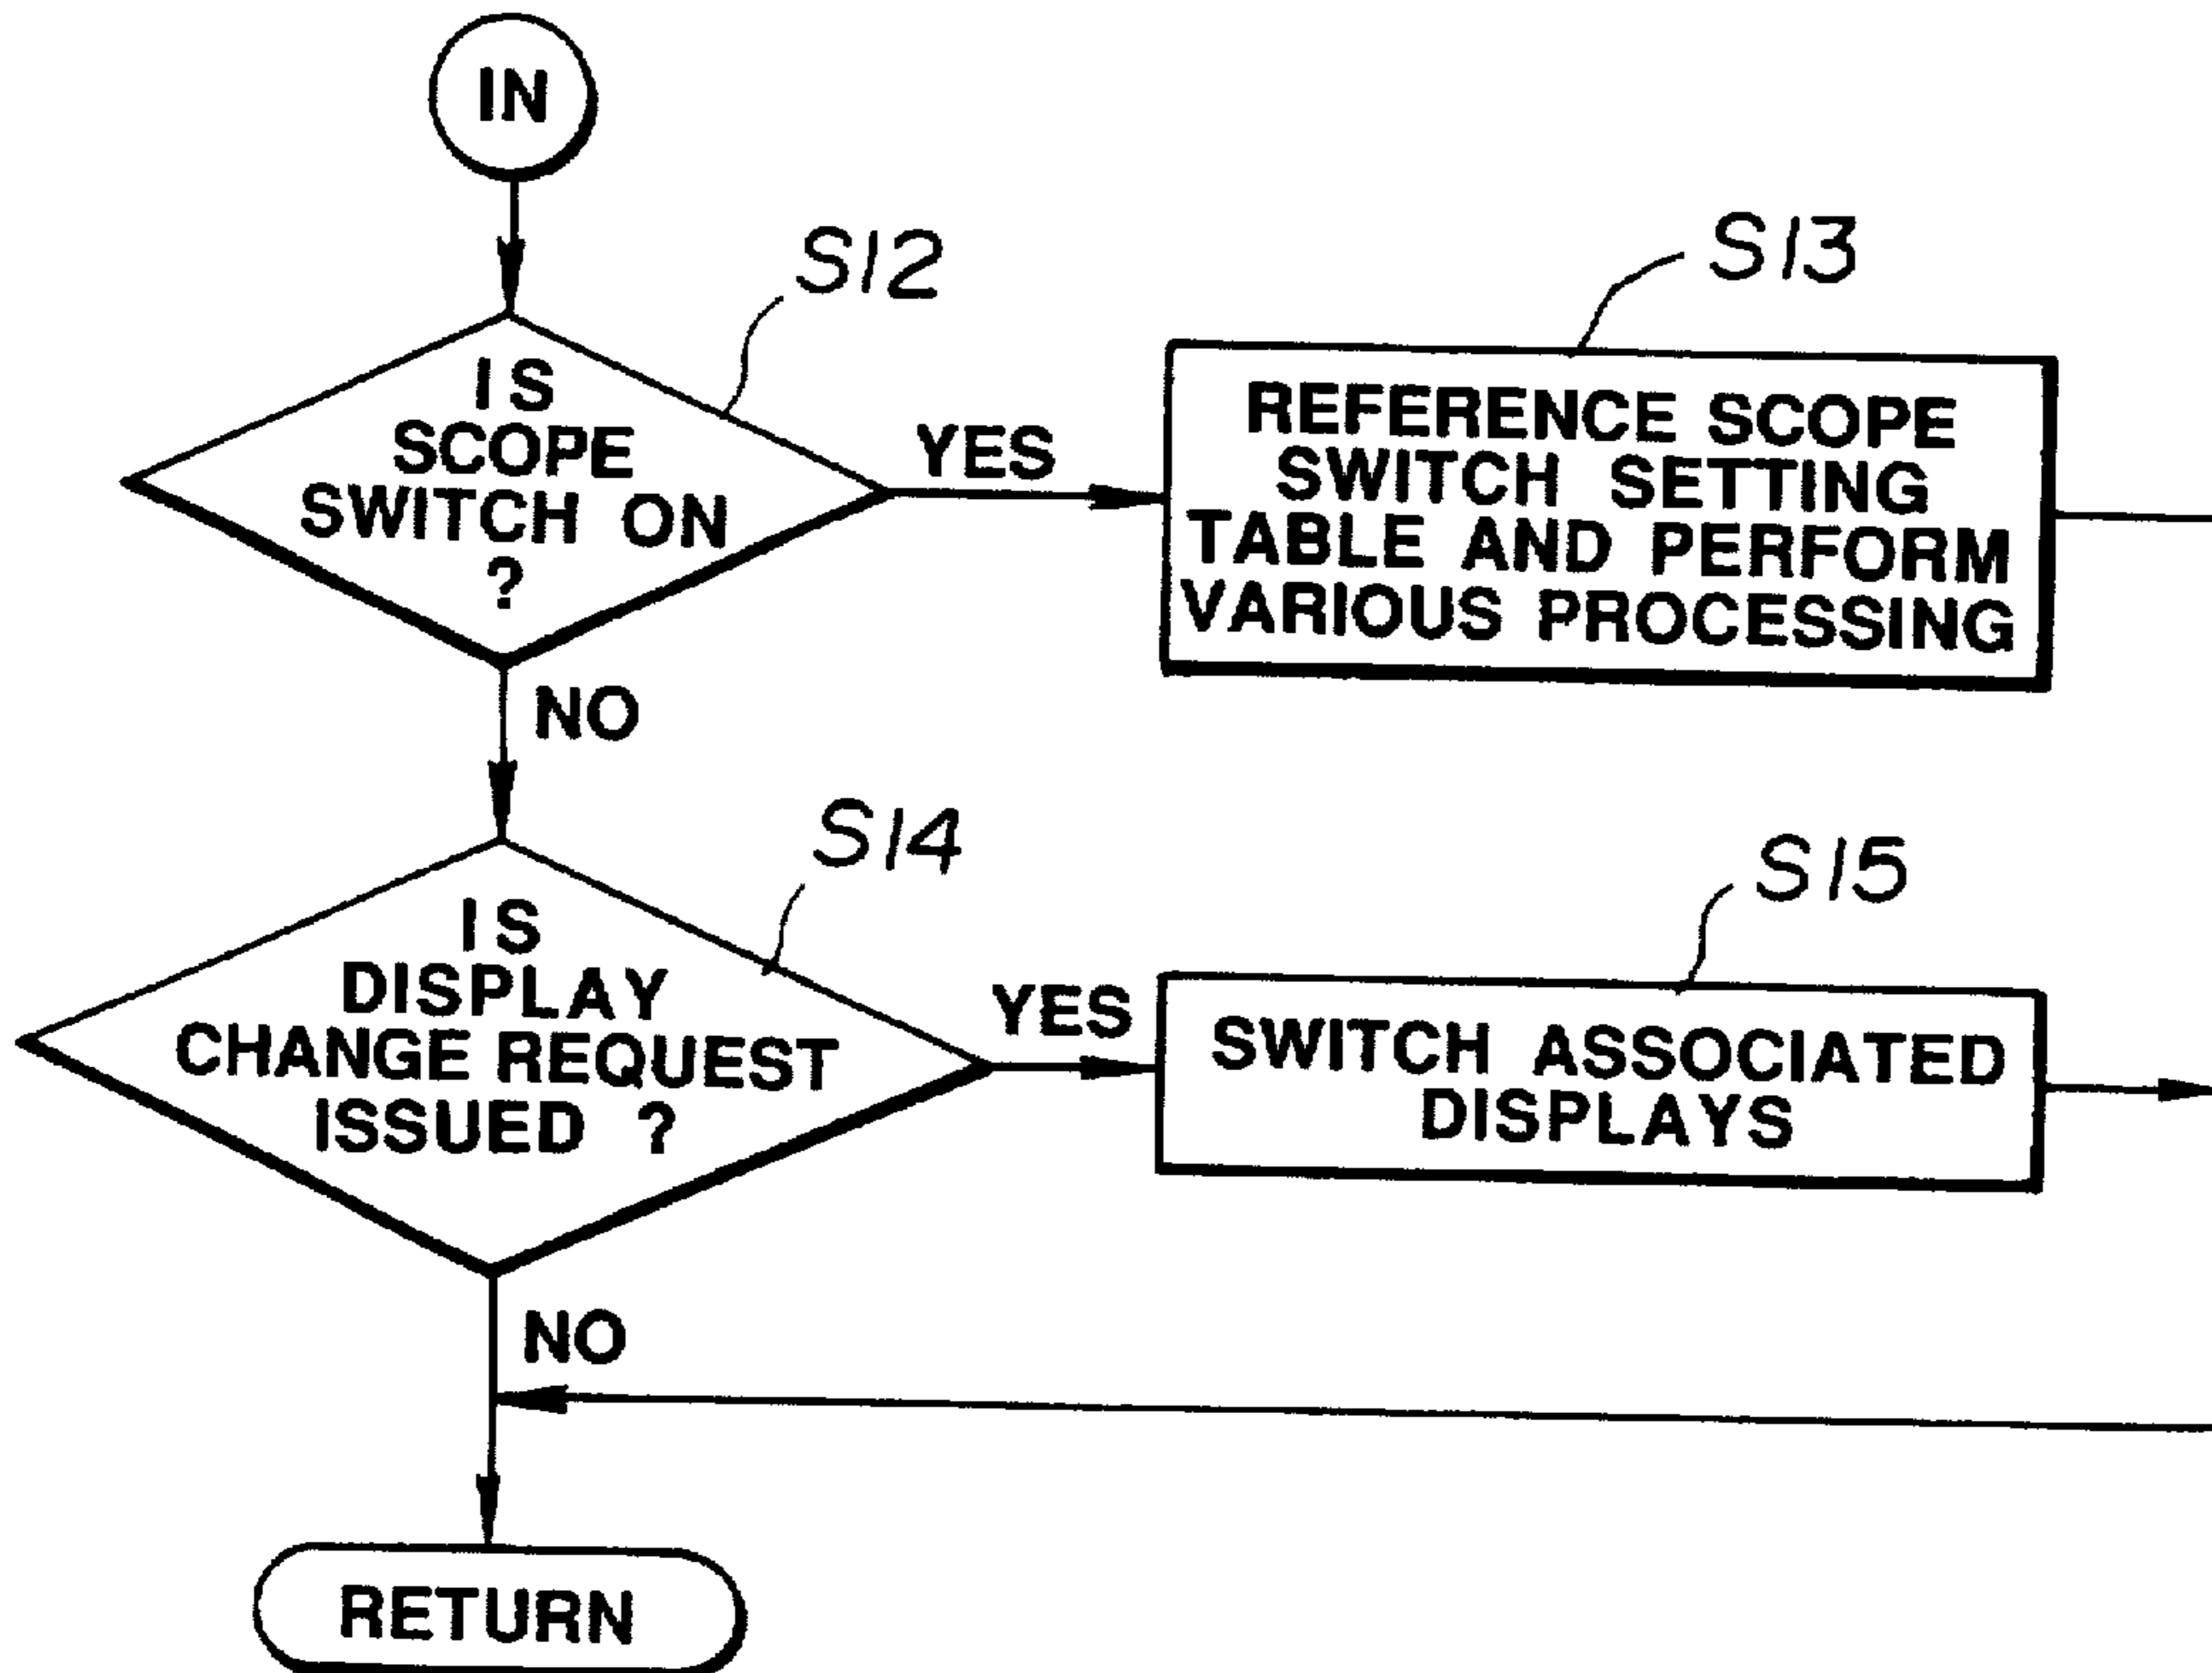 IN
S12
IS
SCOPE
SWITCH ON
?
YES
S13
REFERENCE SCOPE
SWITCH SETTING
TABLE AND PERFORM
VARIOUS PROCESSING
NO
S14
IS
DISPLAY
CHANGE REQUEST
ISSUED ?
YES
S15
SWITCH ASSOCIATED
DISPLAYS
NO
RETURN